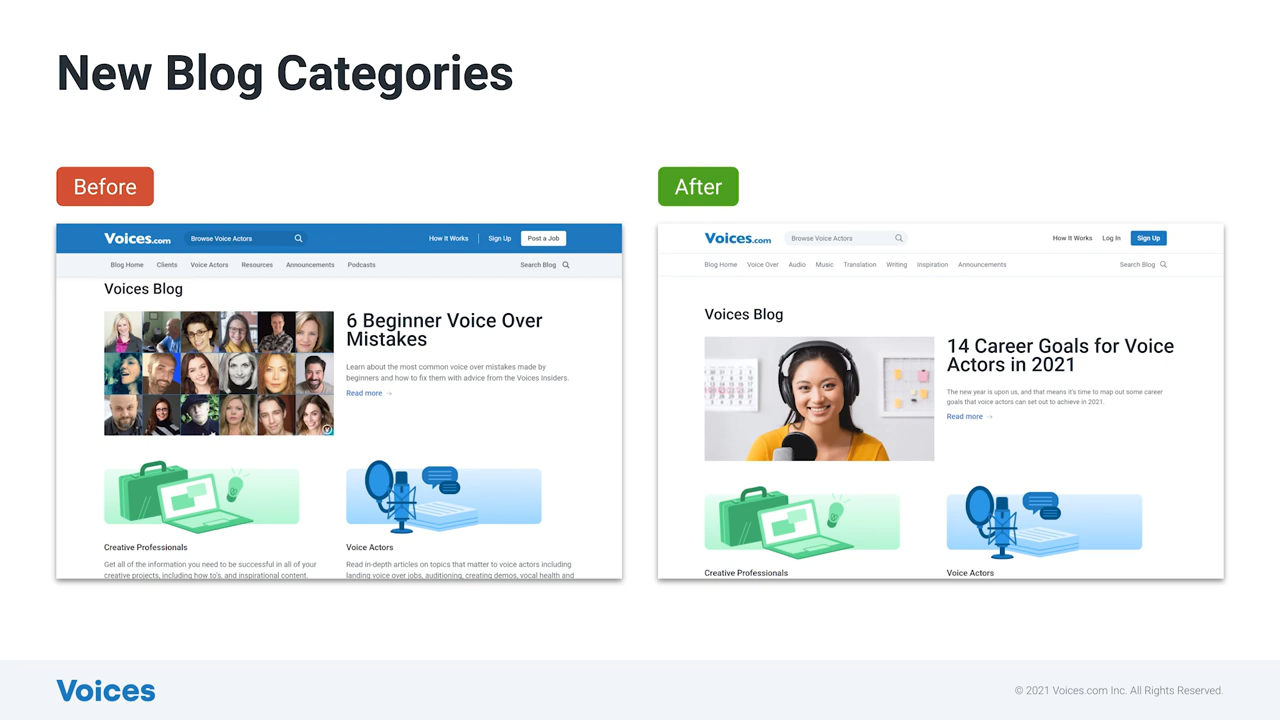 New Blog Categories
Before
Voices.com
Browse Voice Actors
How It Works
Sign Up
Post a Job
Blog Home Clients Voice Actors Resources Announcements Podcasts
Search Blog
Voices Blog
6 Beginner Voice Over
Mistakes
Learn about the most common voice over mistakes made by
beginners and how to fix them with advice from the Voices Insiders.
Read more →
Creative Professionals
Get all of the information you need to be successful in all of your
creative projects, including how to's, and inspirational content.
Voice Actors
Read in-depth articles on topics that matter to voice actors including
landing voice over jobs, auditioning, creating demos, vocal health and
After
Voices.com
Browse Voice Actors
How It Works
Log In
Sign Up
Blog Home Voice Over Audio Music Translation Writing Inspiration Announcements
Search Blog
Voices Blog
14 Career Goals for Voice
Actors in 2021
The new year is upon us, and that means it's time to map out some career
goals that voice actors can set out to achieve in 2021.
Read more →
Creative Professionals
Voice Actors
Voices
© 2021 Voices.com Inc. All Rights Reserved.